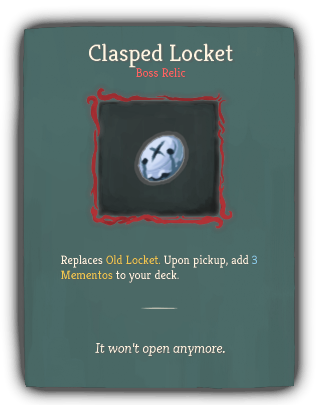 Clasped Locket
Boss Relic
Replaces Old Locket. Upon pickup, add 3
Mementos to your deck.
It won't open anymore.